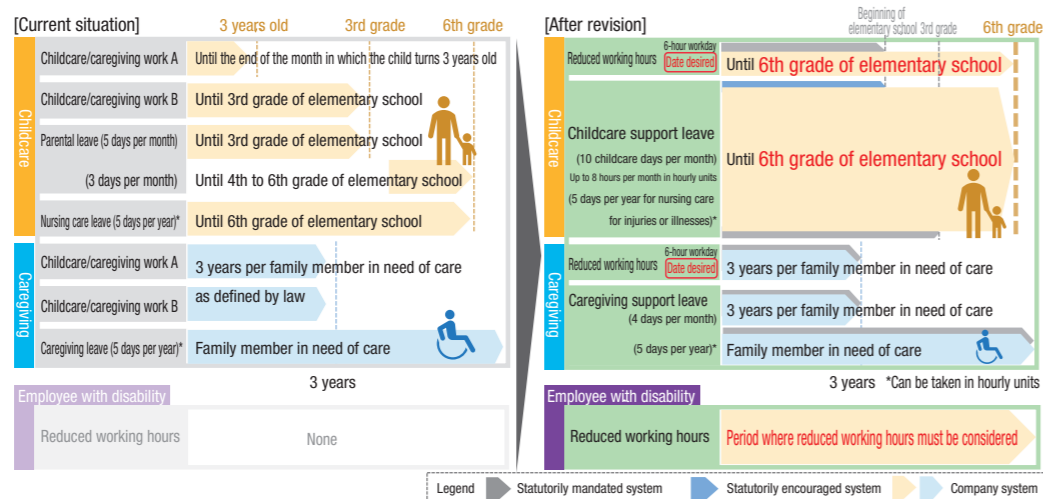 [Current situation]
3 years old
3rd grade
6th grade
Childcare
Childcare/caregiving work A
Until the end of the month in which the child turns 3 years old
Childcare/caregiving work B
Until 3rd grade of elementary school
Parental leave (5 days per month)
Until 3rd grade of elementary school
(3 days per month)
Until 4th to 6th grade of elementary school
Nursing care leave (5 days per year)*
Until 6th grade of elementary school
Caregiving
Childcare/caregiving work A
3 years per family member in need of care
Childcare/caregiving work B
as defined by law
Caregiving leave (5 days per year)*
Family member in need of care
3 years
Employee with disability
Reduced working hours
None
[After revision]
Beginning of
elementary school
3rd grade
6th grade
Childcare
Reduced working hours
6-hour workday
Date desired
Until 6th grade of elementary school
Childcare support leave
(10 childcare days per month)
Up to 8 hours per month in hourly units
(5 days per year for nursing care
for injuries or illnesses)*
Until 6th grade of elementary school
Caregiving
Reduced working hours
6-hour workday
Date desired
3 years per family member in need of care
Caregiving support leave
(4 days per month)
3 years per family member in need of care
(5 days per year)*
Family member in need of care
3 years
*Can be taken in hourly units
Employee with disability
Reduced working hours
Period where reduced working hours must be considered
Legend
Statutorily mandated system
Statutorily encouraged system
Company system